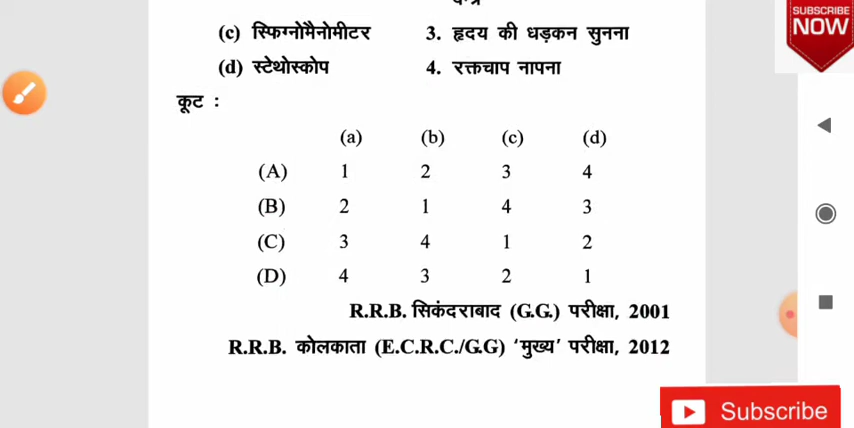 SUBSCRIBE
NOW
(c) स्फिग्नोमैनोमीटर 3. हृदय की धड़कन सुनना
(d) स्टेथोस्कोप 4. रक्तचाप नापना
कूट :
(a) (b) (c) (d)
(A) 1 2 3 4
(B) 2 1 4 3
(C) 3 4 1 2
(D) 4 3 2 1
R.R.B. सिकंदराबाद (G.G.) परीक्षा, 2001
R.R.B. कोलकाता (E.C.R.C./G.G) ‘मुख्य’ परीक्षा, 2012
Subscribe